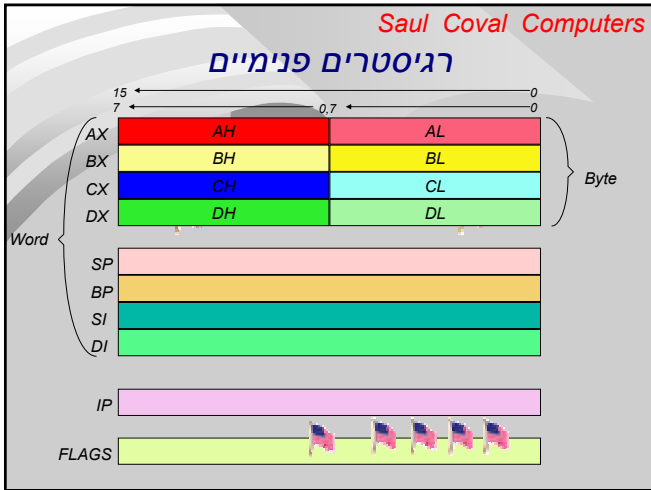 Saul Coval Computers
רגיסטרים פנימיים
15 0
7 0,7 0
AX AH AL
BX BH BL
CX CH CL
DX DH DL
Byte
Word
SP
BP
SI
DI
IP
FLAGS